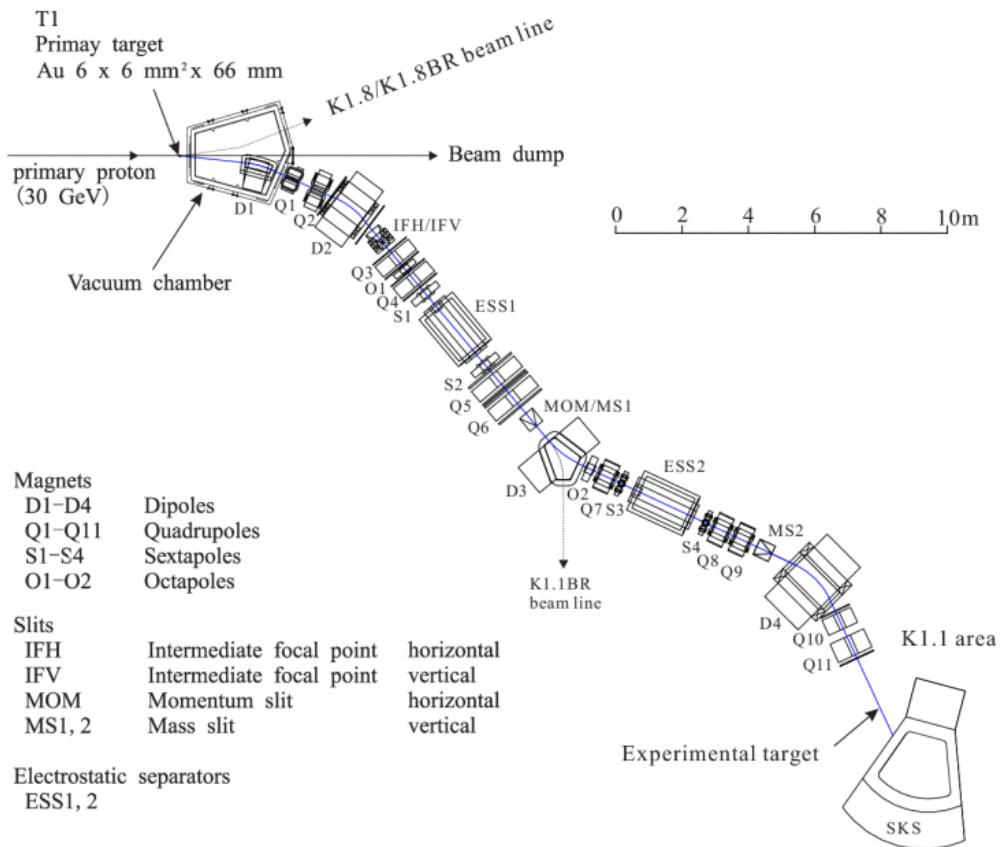 T1
Primay target
Au 6 x 6 mm²x 66 mm
K1.8/K1.8BR beam line
primary proton
(30 GeV)
Beam dump
D1
Q1
Q2
D2
IFH/IFV
Vacuum chamber
0 2 4 6 8 10m
Q3
O1
Q4
S1
ESS1
S2
Q5
Q6
MOM/MS1
D3
O2
Q7
S3
ESS2
S4
Q8
Q9
MS2
K1.1BR
beam line
D4
Q10
Q11
K1.1 area
Experimental target
SKS
Magnets
D1-D4 Dipoles
Q1-Q11 Quadrupoles
S1-S4 Sextapoles
O1-O2 Octapoles
Slits
IFH Intermediate focal point horizontal
IFV Intermediate focal point vertical
MOM Momentum slit horizontal
MS1, 2 Mass slit vertical
Electrostatic separators
ESS1, 2